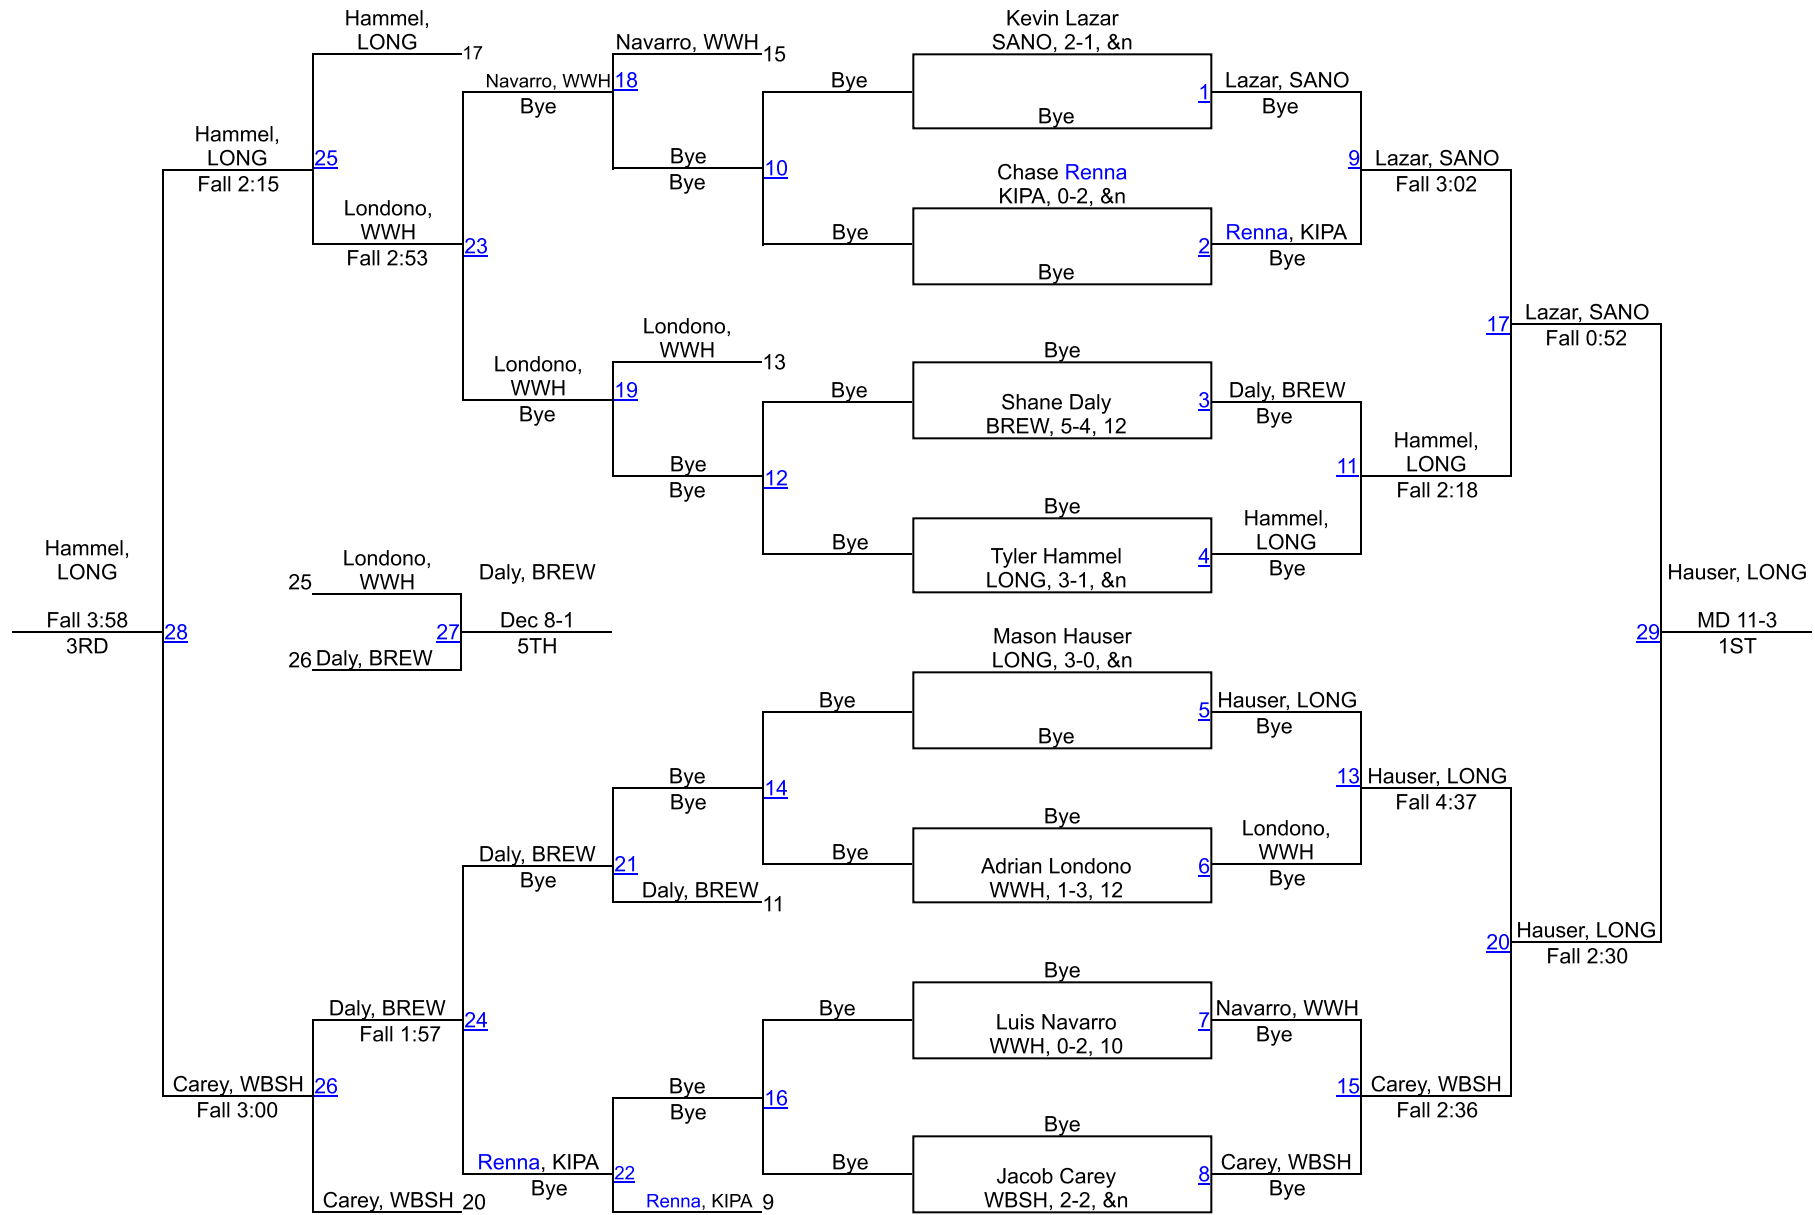 Hammel,
LONG
17
Navarro, WWH
15
Kevin Lazar
SANO, 2-1, &n
Navarro, WWH
18
Bye
Bye
Bye
1
Lazar, SANO
Bye
Hammel,
LONG
25
Fall 2:15
Bye
10
Bye
Chase Renna
KIPA, 0-2, &n
9
Lazar, SANO
Fall 3:02
Londono,
WWH
23
Fall 2:53
Bye
Bye
2
Renna, KIPA
Bye
Londono,
WWH
13
17
Lazar, SANO
Fall 0:52
Londono,
WWH
19
Bye
Bye
Bye
Shane Daly
BREW, 5-4, 12
3
Daly, BREW
Bye
Bye
12
Bye
11
Hammel,
LONG
Fall 2:18
Bye
Bye
Tyler Hammel
LONG, 3-1, &n
4
Hammel,
LONG
Bye
Hammel,
LONG
Fall 3:58
3RD
28
25
Londono,
WWH
26
Daly, BREW
27
Daly, BREW
Dec 8-1
5TH
Hauser, LONG
29
MD 11-3
1ST
Mason Hauser
LONG, 3-0, &n
Bye
Bye
5
Hauser, LONG
Bye
Bye
14
Bye
13
Hauser, LONG
Fall 4:37
Daly, BREW
21
Bye
Daly, BREW
11
Bye
Bye
Adrian Londono
WWH, 1-3, 12
6
Londono,
WWH
Bye
20
Hauser, LONG
Fall 2:30
Daly, BREW
24
Fall 1:57
Bye
Bye
Luis Navarro
WWH, 0-2, 10
7
Navarro, WWH
Bye
Carey, WBSH
26
Fall 3:00
Bye
16
Bye
15
Carey, WBSH
Fall 2:36
Renna, KIPA
22
Bye
Bye
Bye
Jacob Carey
WBSH, 2-2, &n
8
Carey, WBSH
Bye
Carey, WBSH
20
Renna, KIPA
9